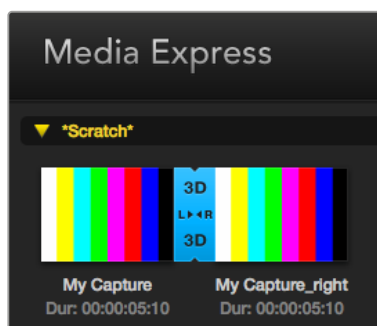 Media Express
*Scratch*
3D
L R
3D
My Capture
My Capture_right
Dur: 00:00:05:10
Dur: 00:00:05:10